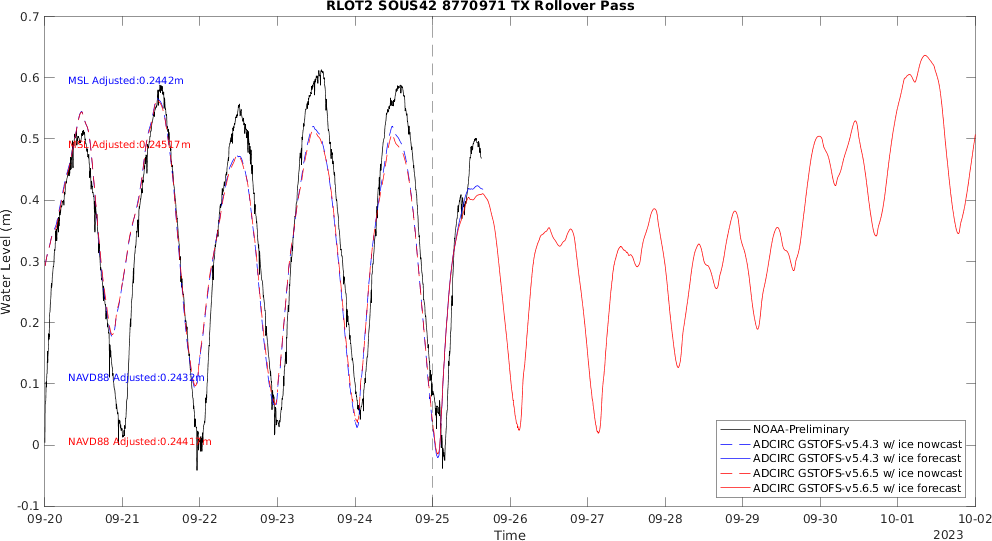 RLOT2 SOUS42 8770971 TX Rollover Pass
0.7
0.6
0.5
0.4
0.3
0.2
0.1
0
-0.1
Water Level (m)
MSL Adjusted:0.2442m
MSL Adjusted:0.24517m
NAVD88 Adjusted:0.2432m
NAVD88 Adjusted:0.2441
NOAA-Preliminary
ADCIRC GSTOFS-v5.4.3 w/ ice nowcast
ADCIRC GSTOFS-v5.4.3 w/ ice forecast
ADCIRC GSTOFS-v5.6.5 w/ ice nowcast
ADCIRC GSTOFS-v5.6.5 w/ ice forecast
09-20 09-21 09-22 09-23 09-24 09-25 09-26 09-27 09-28 09-29 09-30 10-01 10-02
Time
2023